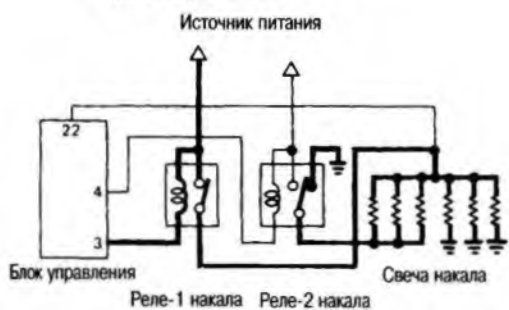 Источник питания
22
4
3
Блок управления
Свеча накала
Реле-1 накала Реле-2 накала